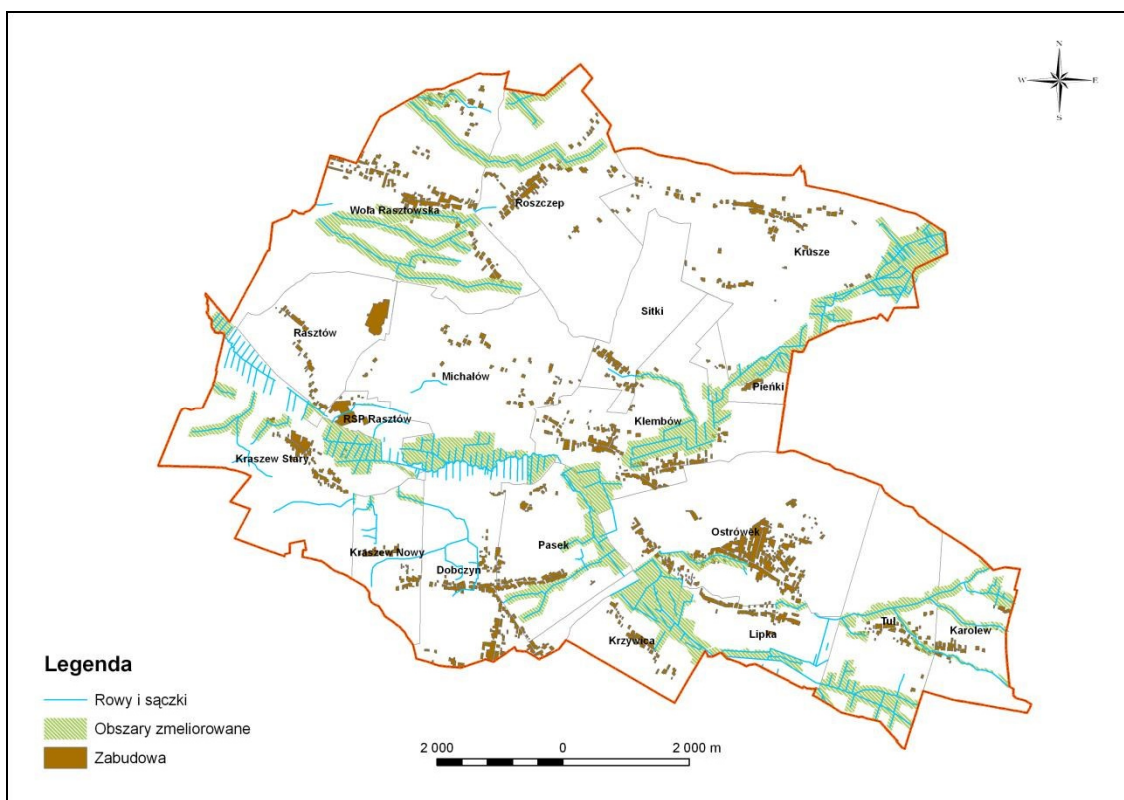 N
W E
S
Roszczep
Wola Rasztowska
Krusze
Sitki
Rasztów
Michałów
Pieńki
RSP Rasztów
Klembów
Kraszew Stary
Ostrówek
Pasek
Kraszew Nowy
Dobczyn
Tul
Karolew
Lipka
Krzywica
Legenda
Rowy i sączki
Obszary zmeliorowane
Zabudowa
2 000 0 2 000 m